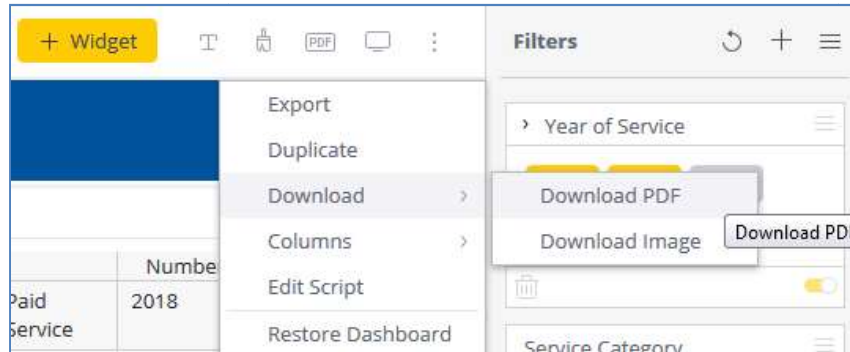 + Widget
T
PDF
Filters
Export
Duplicate
Download
Columns
Edit Script
Restore Dashboard
Year of Service
Download PDF
Download Image
Download PD
Numbe
Paid
Service
2018
Service Category